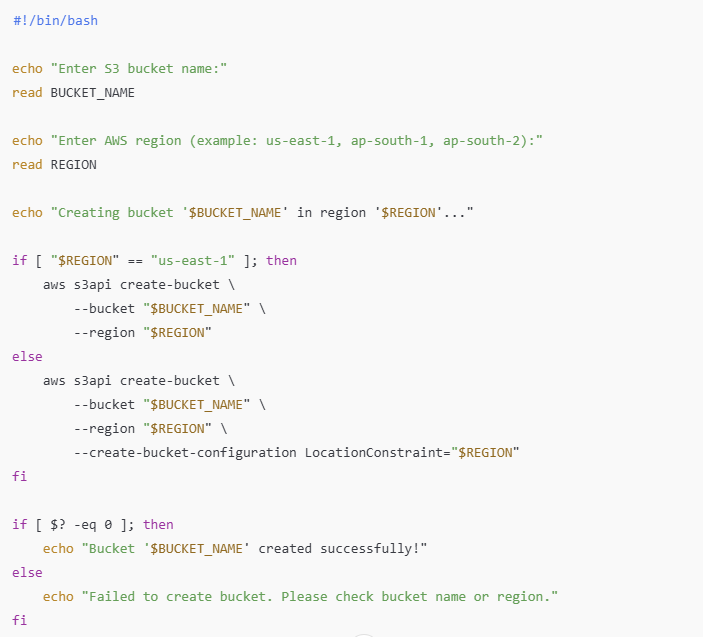 #!/bin/bash
echo "Enter S3 bucket name:"
read BUCKET_NAME
echo "Enter AWS region (example: us-east-1, ap-south-1, ap-south-2):"
read REGION
echo "Creating bucket '$BUCKET_NAME' in region '$REGION'..."
if [ "$REGION" == "us-east-1" ]; then
    aws s3api create-bucket \
        --bucket "$BUCKET_NAME" \
        --region "$REGION"
else
    aws s3api create-bucket \
        --bucket "$BUCKET_NAME" \
        --region "$REGION" \
        --create-bucket-configuration LocationConstraint="$REGION"
fi
if [ $? -eq 0 ]; then
    echo "Bucket '$BUCKET_NAME' created successfully!"
else
    echo "Failed to create bucket. Please check bucket name or region."
fi